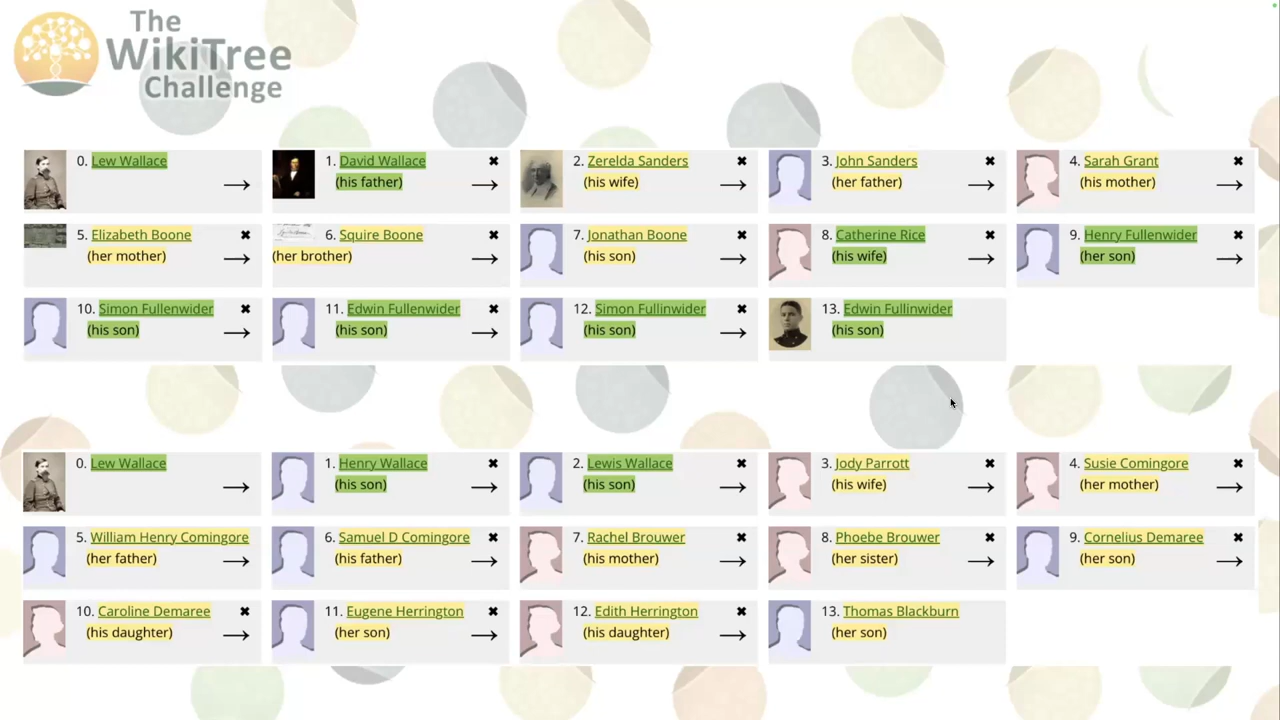 The
WikiTree
Challenge
0. Lew Wallace
→
1. David Wallace ✖
(his father)
→
2. Zerelda Sanders ✖
(his wife)
→
3. John Sanders ✖
(her father)
→
4. Sarah Grant ✖
(his mother)
→
5. Elizabeth Boone ✖
(her mother)
→
6. Squire Boone ✖
(her brother)
→
7. Jonathan Boone ✖
(his son)
→
8. Catherine Rice ✖
(his wife)
→
9. Henry Fullenwider ✖
(her son)
→
10. Simon Fullenwider ✖
(his son)
→
11. Edwin Fullenwider ✖
(his son)
→
12. Simon Fullinwider ✖
(his son)
→
13. Edwin Fullinwider
(his son)
0. Lew Wallace
→
1. Henry Wallace ✖
(his son)
→
2. Lewis Wallace ✖
(his son)
→
3. Jody Parrott ✖
(his wife)
→
4. Susie Comingore ✖
(her mother)
→
5. William Henry Comingore
(her father)
→
6. Samuel D Comingore ✖
(his father)
→
7. Rachel Brouwer ✖
(his mother)
→
8. Phoebe Brouwer ✖
(her sister)
→
9. Cornelius Demaree ✖
(her son)
→
10. Caroline Demaree ✖
(his daughter)
→
11. Eugene Herrington ✖
(her son)
→
12. Edith Herrington ✖
(his daughter)
→
13. Thomas Blackburn
(her son)